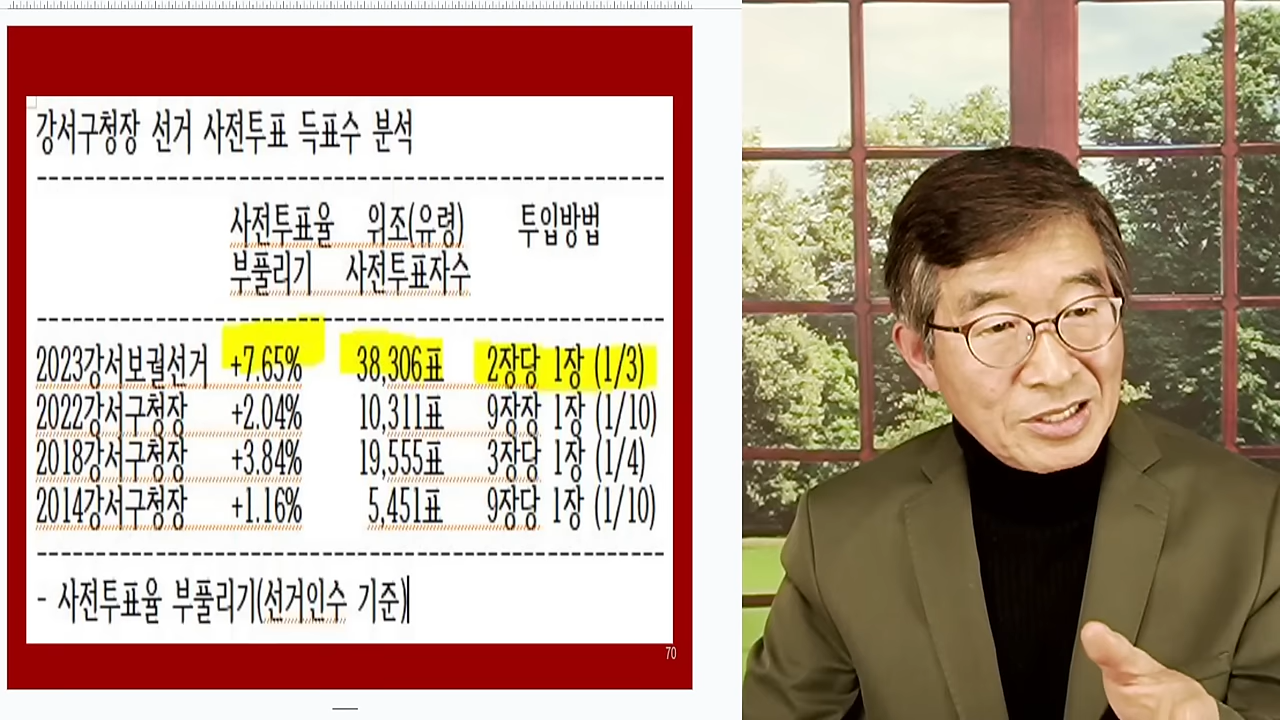 강서구청장 선거 사전투표 득표수 분석
사전투표율 위조(유령) 투입방법
부풀리기 사전투표자수
2023강서보궐선거 +7.65% 38,306표 2장당 1장 (1/3)
2022강서구청장 +2.04% 10,311표 9장장 1장 (1/10)
2018강서구청장 +3.84% 19,555표 3장당 1장 (1/4)
2014강서구청장 +1.16% 5,451표 9장당 1장 (1/10)
- 사전투표율 부풀리기(선거인수 기준)
70